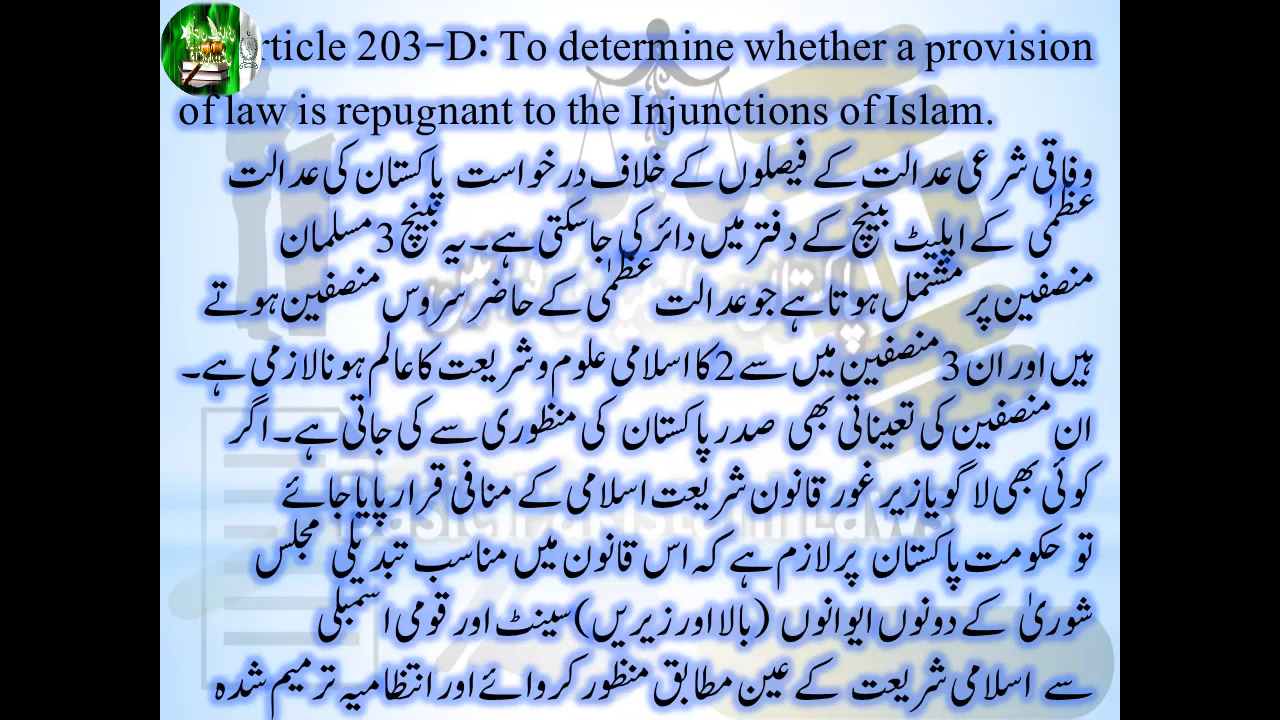 rticle 203-D: To determine whether a provision
of law is repugnant to the Injunctions of Islam.
وفاقی شرعی عدالت کے فیصلوں کے خلاف درخواست پاکستان کی عدالت
عظمٰی کے اپلیٹ بینچ کے دفتر میں دائر کی جاسکتی ہے۔ یہ بینچ 3 مسلمان
منصفین پر مشتمل ہوتا ہے جو عدالت عظمٰی کے حاضر سروس منصفین ہوتے
ہیں اور ان 3 منصفین میں سے 2 کا اسلامی علوم و شریعت کا عالم ہونا لازمی ہے۔
ان منصفین کی تعیناتی بھی صدر پاکستان کی منظوری سے کی جاتی ہے۔ اگر
کوئی بھی لاگو یا زیر غور قانون شریعت اسلامی کے منافی قرار پایا جائے
تو حکومت پاکستان پر لازم ہے کہ اس قانون میں مناسب تبدیلی مجلس
شوریٰ کے دونوں ایوانوں (بالا اور زیریں) سینٹ اور قومی اسمبلی
سے اسلامی شریعت کے عین مطابق منظور کروائے اور انتظامیہ ترمیم شدہ